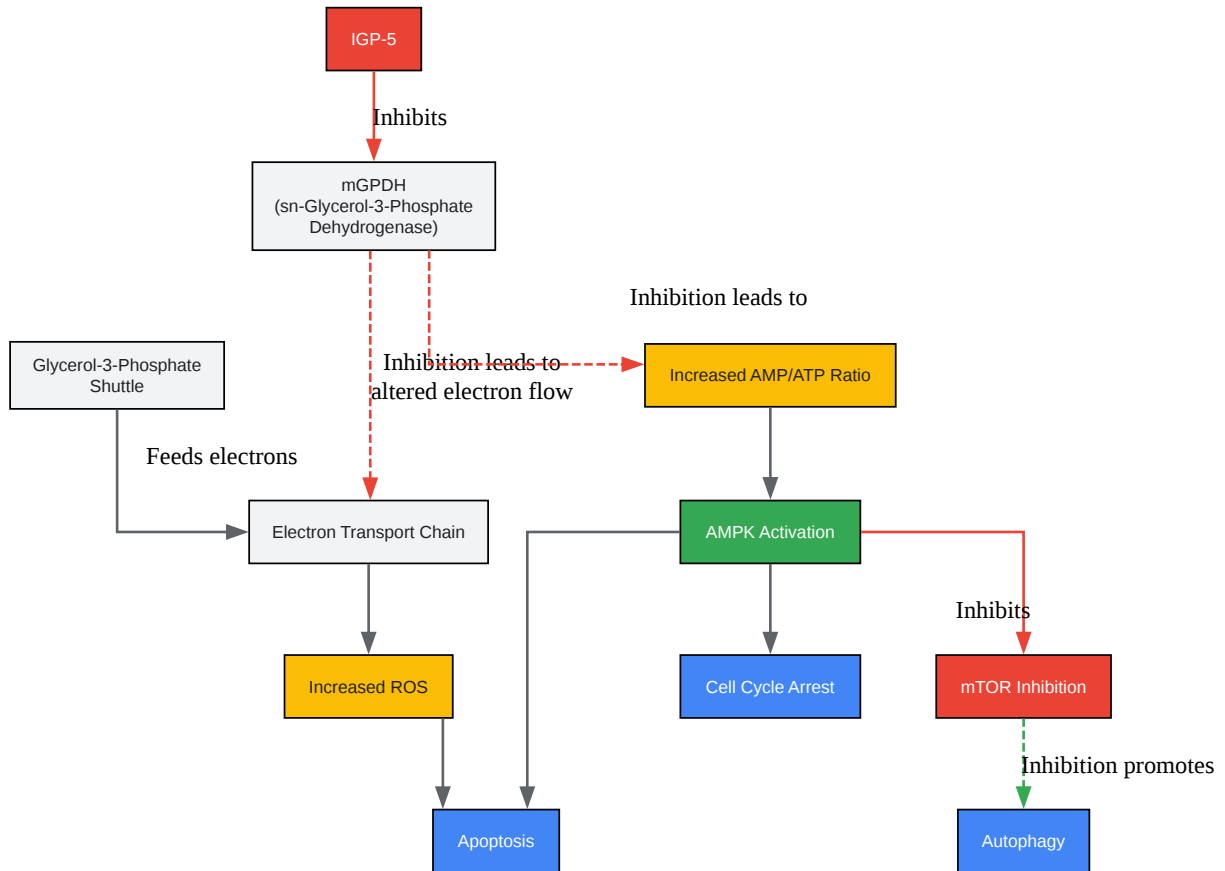 IGP-5
Inhibits
mGPDH
(sn-Glycerol-3-Phosphate
Dehydrogenase)
Inhibition leads to
Glycerol-3-Phosphate
Shuttle
Inhibition leads to
altered electron flow
Increased AMP/ATP Ratio
Feeds electrons
Electron Transport Chain
AMPK Activation
Inhibits
Increased ROS
Cell Cycle Arrest
mTOR Inhibition
Inhibition promotes
Apoptosis
Autophagy